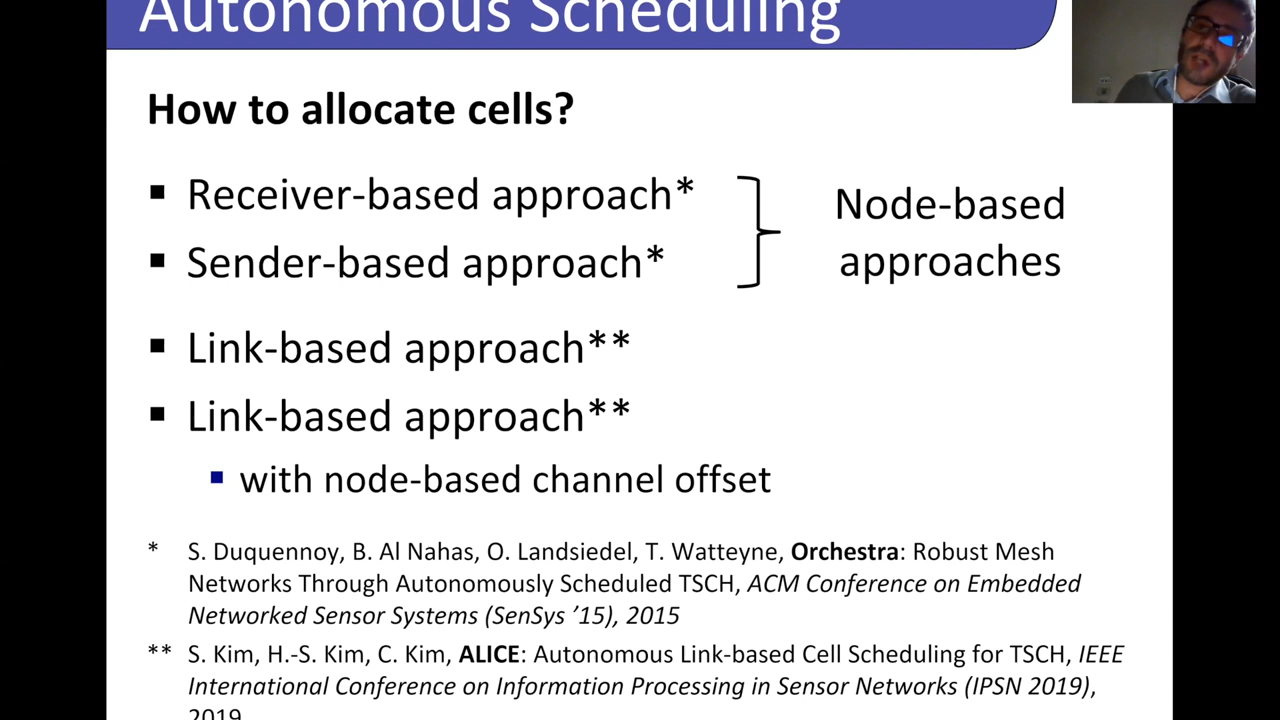 Autonomous Scheduling
How to allocate cells?
▪ Receiver-based approach*
▪ Sender-based approach*
Node-based
approaches
▪ Link-based approach**
▪ Link-based approach**
▪ with node-based channel offset
* S. Duquennoy, B. Al Nahas, O. Landsiedel, T. Watteyne, Orchestra: Robust Mesh
Networks Through Autonomously Scheduled TSCH, ACM Conference on Embedded
Networked Sensor Systems (SenSys ’15), 2015
** S. Kim, H.-S. Kim, C. Kim, ALICE: Autonomous Link-based Cell Scheduling for TSCH, IEEE
International Conference on Information Processing in Sensor Networks (IPSN 2019),
2019